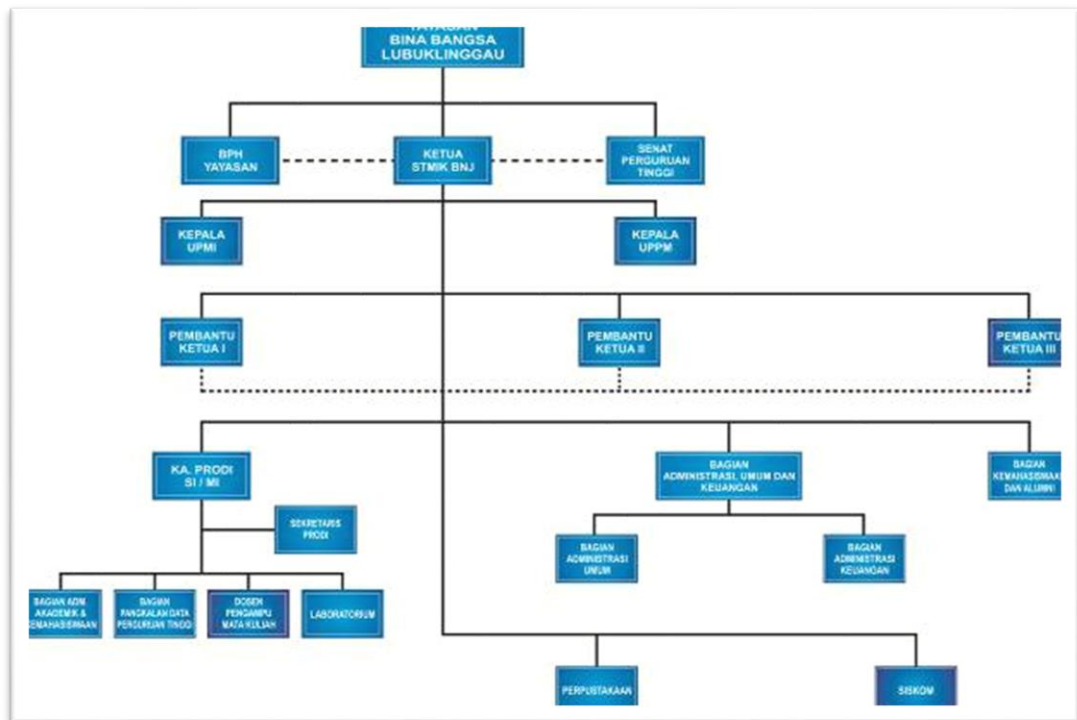 YAYASAN
BINA BANGSA
LUBUKLINGGAU
BPH
YAYASAN
KETUA
STMIK BNJ
SENAT
PERGURUAN
TINGGI
KEPALA
UPMI
KEPALA
UPPM
PEMBANTU
KETUA I
PEMBANTU
KETUA II
PEMBANTU
KETUA III
KA. PRODI
SI / MI
BAGIAN
ADMINISTRASI, UMUM DAN
KEUANGAN
BAGIAN
KEMAHASISWAA
DAN ALUMNI
SEKRETARIS
PRODI
BAGIAN
ADMINISTRASI
UMUM
BAGIAN
ADMINISTRASI
KEUANGAN
BAGIAN ADM
AKADEMIK &
KEMAHASISWAAN
BAGIAN
PANGKALAN DATA
PERGURUAN TINGGI
DOSEN
PENGAMPU
MATA KULIAH
LABORATORIUM
PERPUSTAKAAN
SISKOM